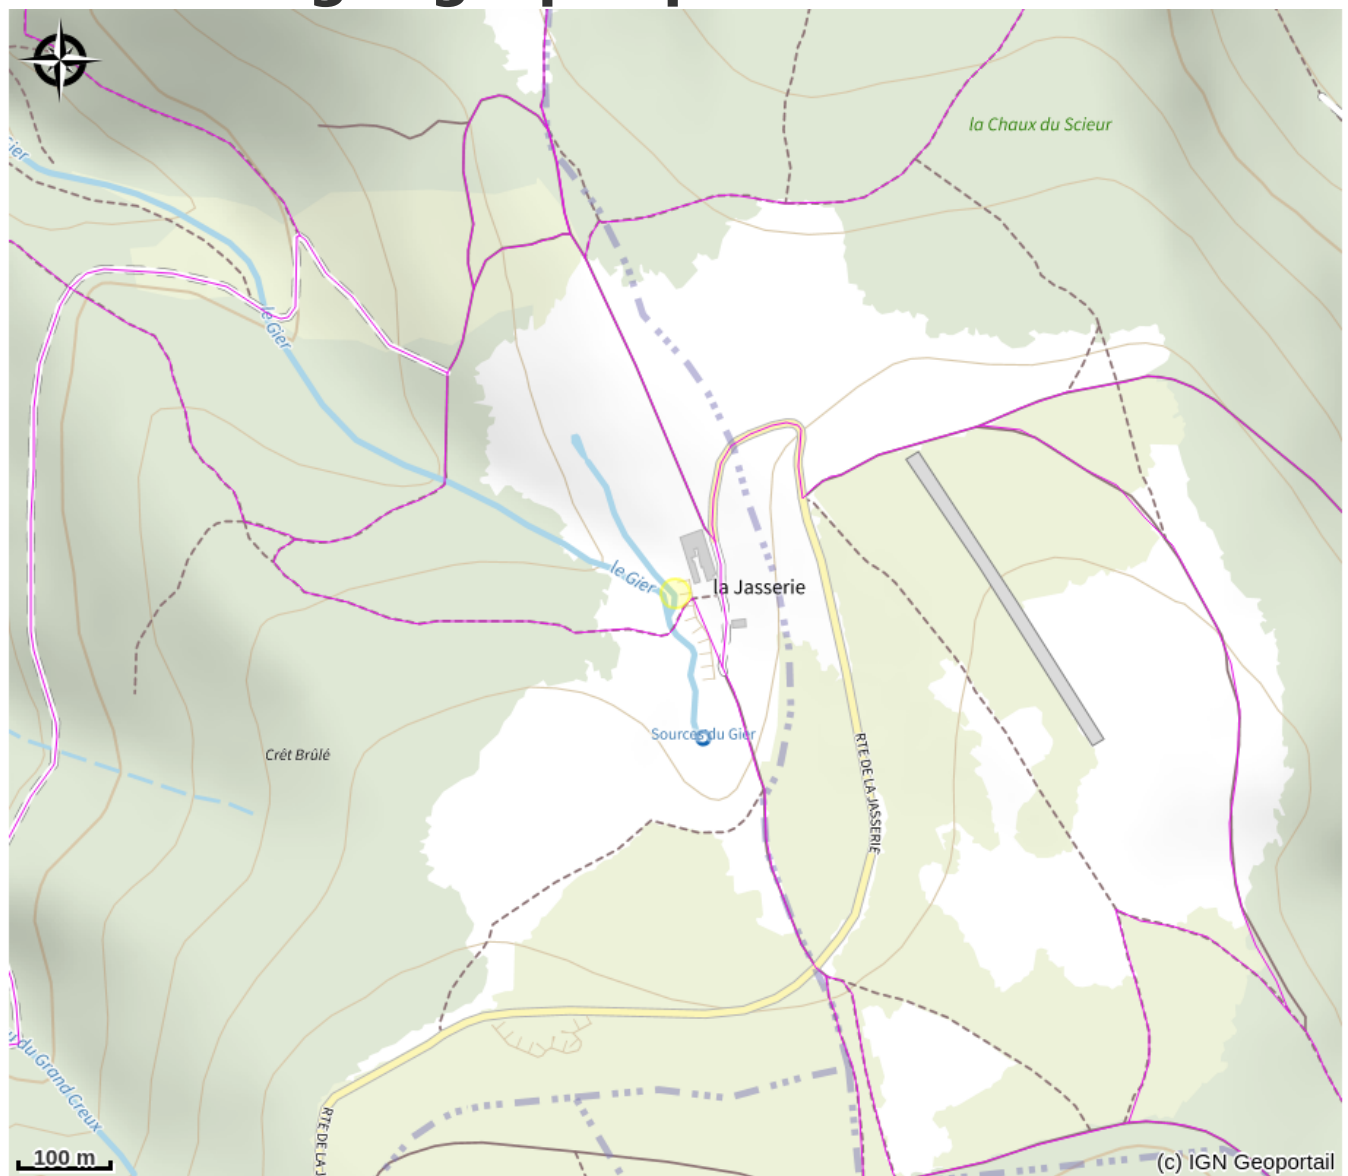 la Chaux du Scieur
le Gier
le Gier
la Jasserie
Sources du Gier
Crêt Brûlé
RTE DE LA JASSERIE
du Grand Creux
RTE DE LA
100 m
(c) IGN Geoportail